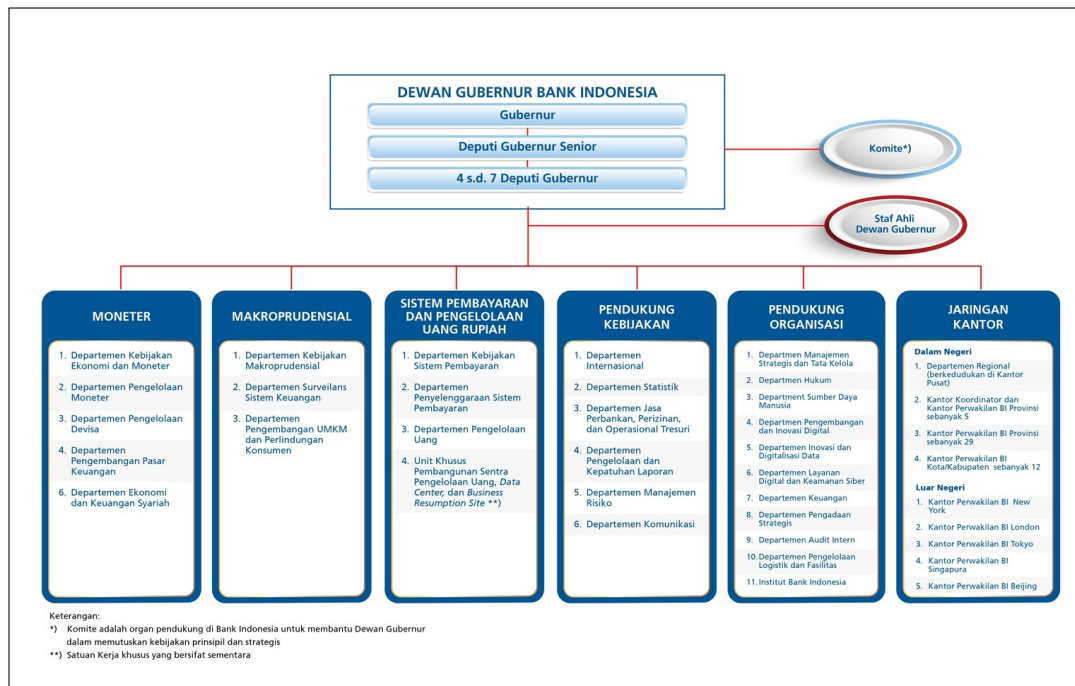 DEWAN GUBERNUR BANK INDONESIA
Gubernur
Deputi Gubernur Senior
4 s.d. 7 Deputi Gubernur
Komite*)
Staf Ahli
Dewan Gubernur
MONETER
1. Departemen Kebijakan
Ekonomi dan Moneter
2. Departemen Pengelolaan
Moneter
3. Departemen Pengelolaan
Devisa
4. Departemen
Pengembangan Pasar
Keuangan
6. Departemen Ekonomi
dan Keuangan Syariah
MAKROPRUDENSIAL
1. Departemen Kebijakan
Makroprudensial
2. Departemen Surveilans
Sistem Keuangan
3. Departemen
Pengembangan UMKM
dan Perlindungan
Konsumen
SISTEM PEMBAYARAN
DAN PENGELOLAAN
UANG RUPIAH
1. Departemen Kebijakan
Sistem Pembayaran
2. Departemen
Penyelenggaraan Sistem
Pembayaran
3. Departemen Pengelolaan
Uang
4. Unit Khusus
Pembangunan Sentra
Pengelolaan Uang, Data
Center, dan Business
Resumption Site **)
PENDUKUNG
KEBIJAKAN
1. Departemen
Internasional
2. Departemen Statistik
3. Departemen Jasa
Perbankan, Perizinan,
dan Operasional Tresuri
4. Departemen
Pengelolaan dan
Kepatuhan Laporan
5. Departemen Manajemen
Risiko
6. Departemen Komunikasi
PENDUKUNG
ORGANISASI
1. Departmen Manajemen
Strategis dan Tata Kelola
2. Departmen Hukum
3. Department Sumber Daya
Manusia
4. Departmen Pengembangan
dan Inovasi Digital
5. Departemen Inovasi dan
Digitalisasi Data
6. Departemen Layanan
Digital dan Keamanan Siber
7. Departemen Keuangan
8. Departemen Pengadaan
Strategis
9. Departemen Audit Intern
10. Departemen Pengelolaan
Logistik dan Fasilitas
11. Institut Bank Indonesia
JARINGAN
KANTOR
Dalam Negeri
1. Departemen Regional
(berkedudukan di Kantor
Pusat)
2. Kantor Koordinator dan
Kantor Perwakilan BI Provinsi
sebanyak 5
3. Kantor Perwakilan BI Provinsi
sebanyak 29
4. Kantor Perwakilan BI
Kota/Kabupaten sebanyak 12
Luar Negeri
1. Kantor Perwakilan BI New
York
2. Kantor Perwakilan BI London
3. Kantor Perwakilan BI Tokyo
4. Kantor Perwakilan BI
Singapura
5. Kantor Perwakilan BI Beijing
Keterangan:
*) Komite adalah organ pendukung di Bank Indonesia untuk membantu Dewan Gubernur
dalam memutuskan kebijakan prinsipil dan strategis
**) Satuan Kerja khusus yang bersifat sementara